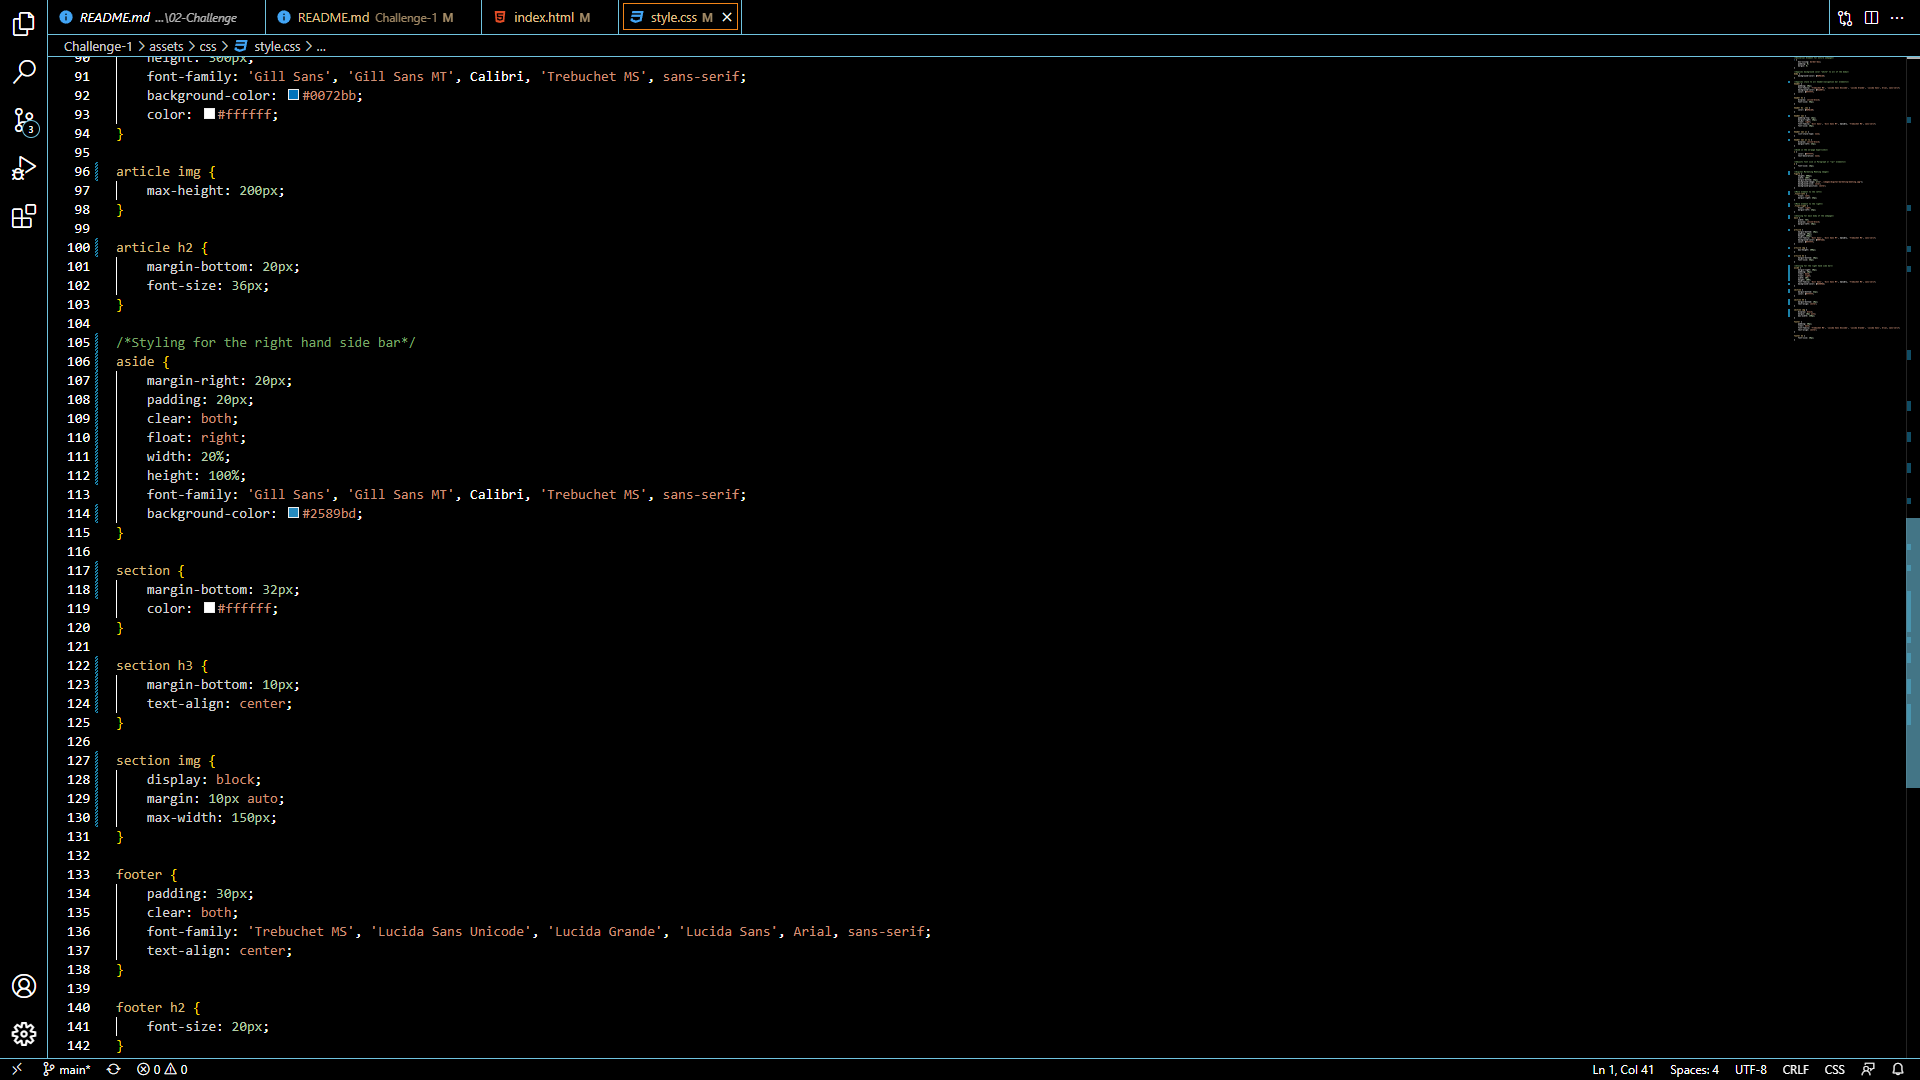 README.md ...\02-Challenge README.md Challenge-1 M index.html M style.css M
Challenge-1 > assets > css > style.css > ...
90 height: 300px;
91 font-family: 'Gill Sans', 'Gill Sans MT', Calibri, 'Trebuchet MS', sans-serif;
92 background-color: #0072bb;
93 color: #ffffff;
94 }
95
96 article img {
97 max-height: 200px;
98 }
99
100 article h2 {
101 margin-bottom: 20px;
102 font-size: 36px;
103 }
104
105 /*Styling for the right hand side bar*/
106 aside {
107 margin-right: 20px;
108 padding: 20px;
109 clear: both;
110 float: right;
111 width: 20%;
112 height: 100%;
113 font-family: 'Gill Sans', 'Gill Sans MT', Calibri, 'Trebuchet MS', sans-serif;
114 background-color: #2589bd;
115 }
116
117 section {
118 margin-bottom: 32px;
119 color: #ffffff;
120 }
121
122 section h3 {
123 margin-bottom: 10px;
124 text-align: center;
125 }
126
127 section img {
128 display: block;
129 margin: 10px auto;
130 max-width: 150px;
131 }
132
133 footer {
134 padding: 30px;
135 clear: both;
136 font-family: 'Trebuchet MS', 'Lucida Sans Unicode', 'Lucida Grande', 'Lucida Sans', Arial, sans-serif;
137 text-align: center;
138 }
139
140 footer h2 {
141 font-size: 20px;
142 }
3
main* 0 0 Ln 1, Col 41 Spaces: 4 UTF-8 CRLF CSS